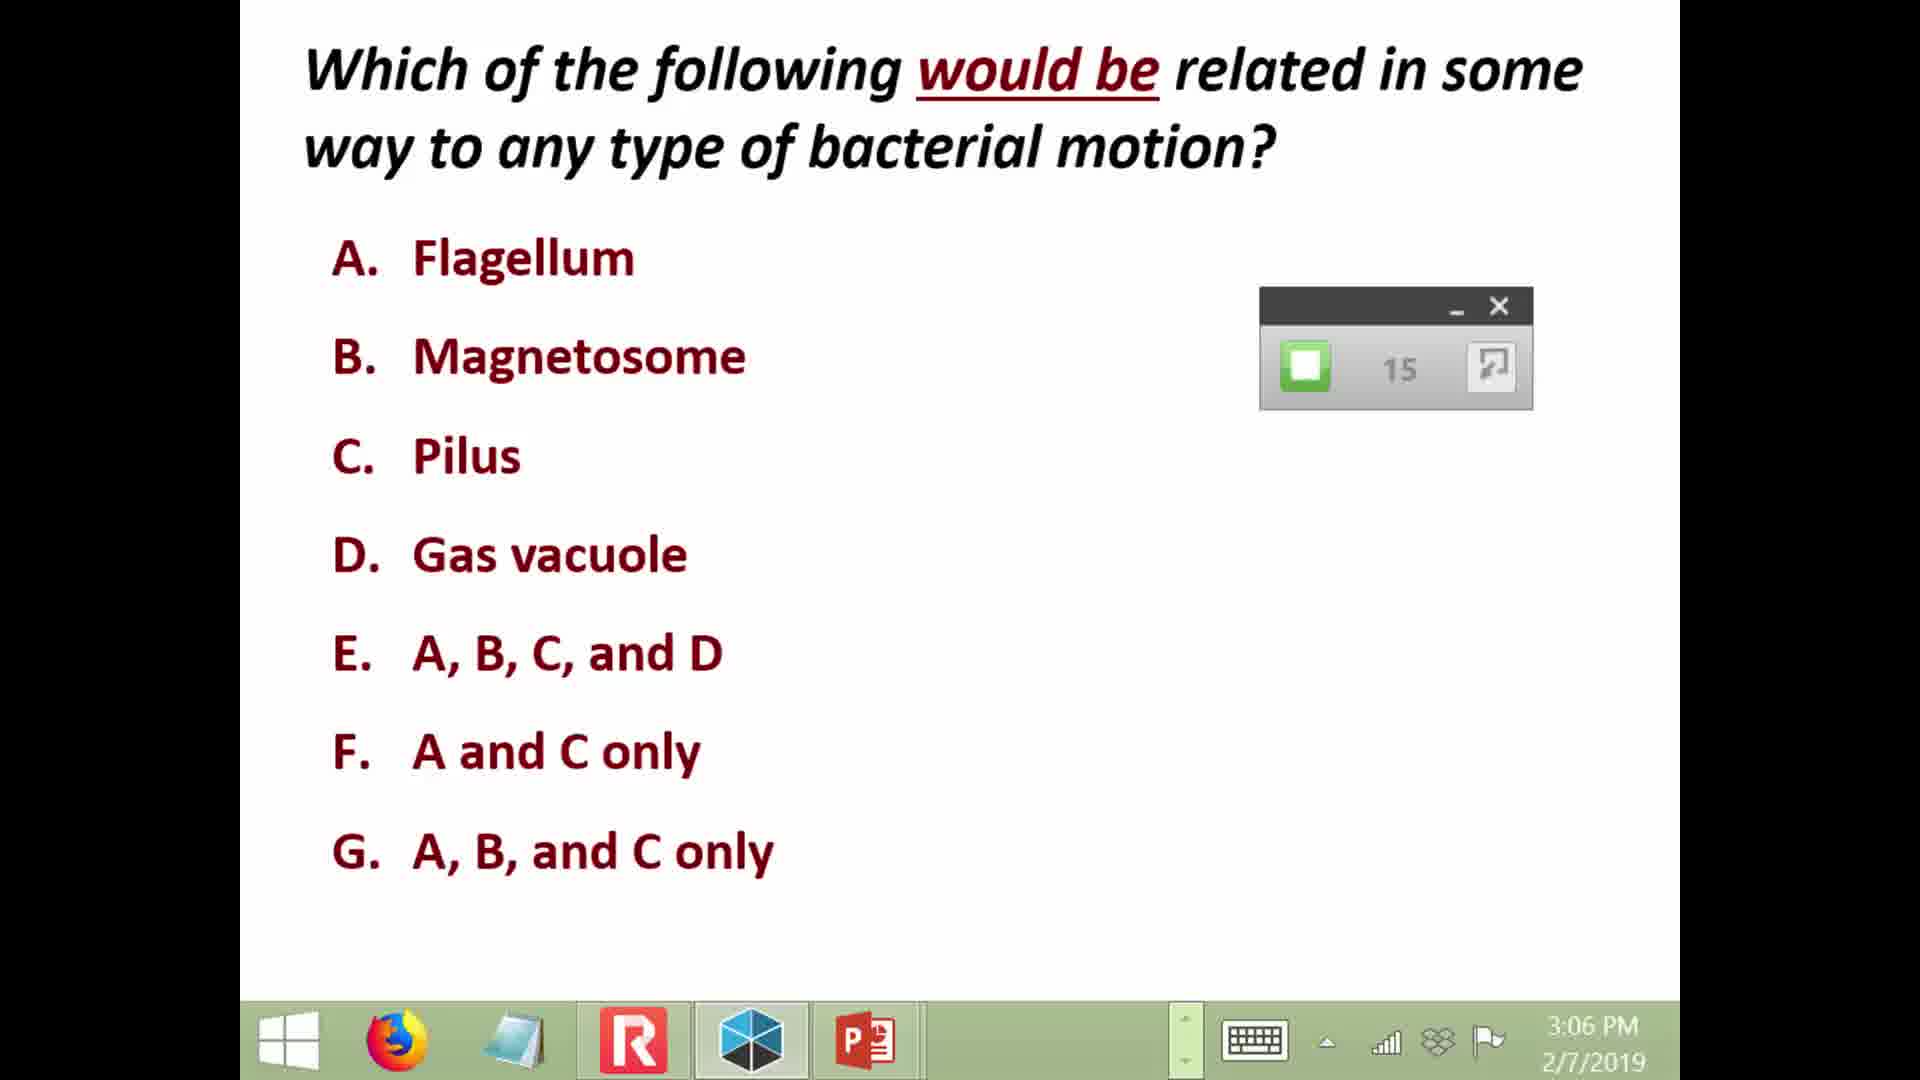 Which of the following would be related in some
way to any type of bacterial motion?
A. Flagellum
B. Magnetosome
15
C. Pilus
D. Gas vacuole
E. A, B, C, and D
F. A and C only
G. A, B, and C only
R
P
3:06 PM
2/7/2019